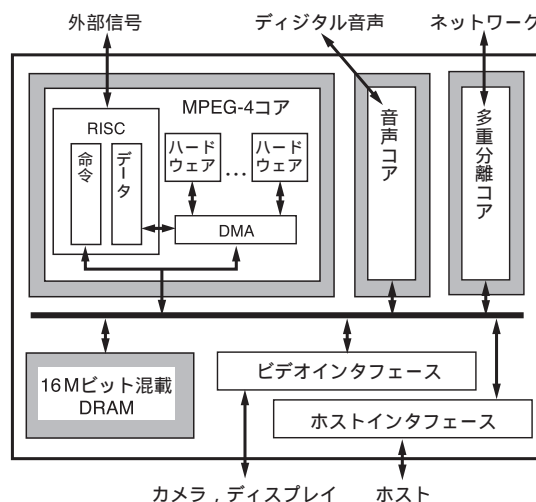 外部信号
ディジタル音声
ネットワーク
MPEG-4コア
RISC
命令
データ
ハード
ウェア
...
ハード
ウェア
DMA
音声コア
多重分離コア
16Mビット混載
DRAM
ビデオインタフェース
ホストインタフェース
カメラ，ディスプレイ
ホスト